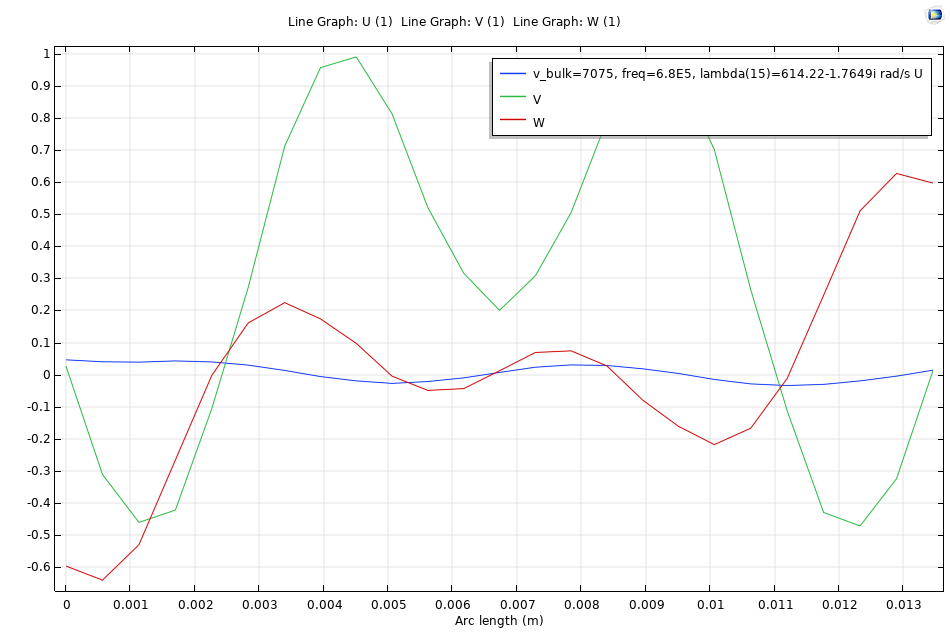 Line Graph: U (1)  Line Graph: V (1)  Line Graph: W (1)
1
0.9
0.8
0.7
0.6
0.5
0.4
0.3
0.2
0.1
0
-0.1
-0.2
-0.3
-0.4
-0.5
-0.6
v_bulk=7075, freq=6.8E5, lambda(15)=614.22-1.7649i rad/s U
V
W
0 0.001 0.002 0.003 0.004 0.005 0.006 0.007 0.008 0.009 0.01 0.011 0.012 0.013
Arc length (m)